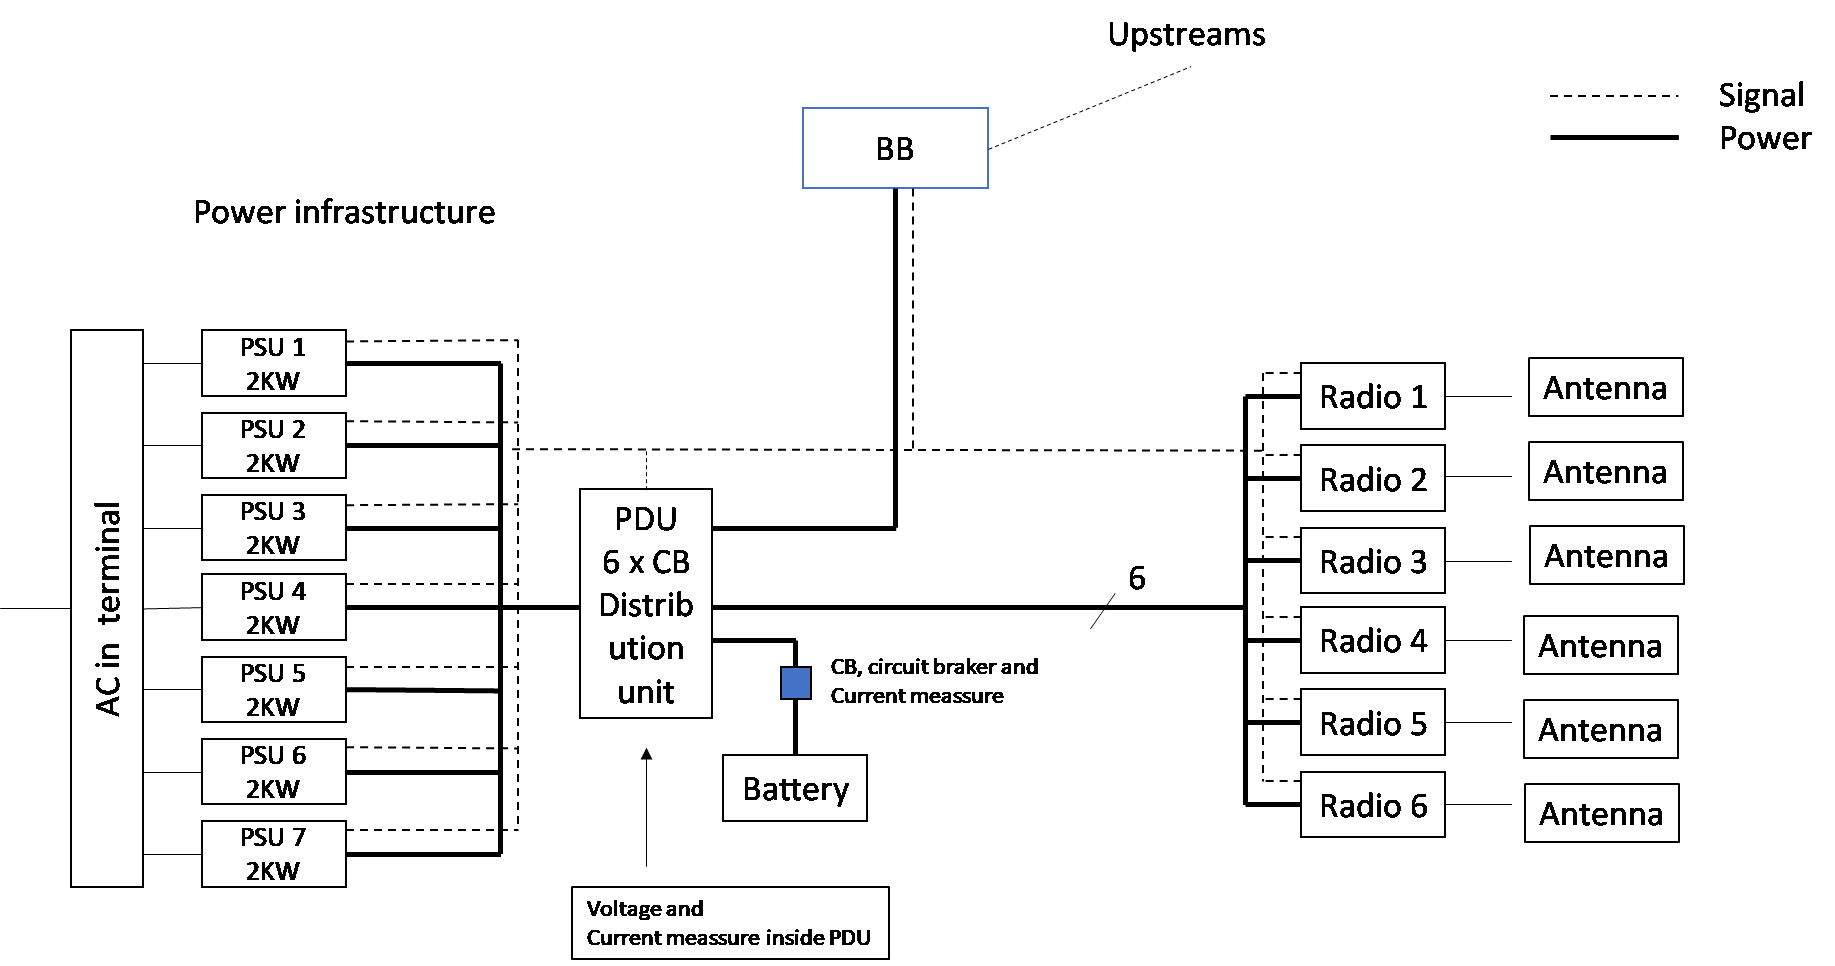 Upstreams
Signal
Power
BB
Power infrastructure
AC in terminal
PSU 1
2KW
PSU 2
2KW
PSU 3
2KW
PSU 4
2KW
PSU 5
2KW
PSU 6
2KW
PSU 7
2KW
PDU
6 x CB
Distrib
ution
unit
6
CB, circuit braker and
Current meassure
Battery
Voltage and
Current meassure inside PDU
Radio 1
Antenna
Radio 2
Antenna
Radio 3
Antenna
Radio 4
Antenna
Radio 5
Antenna
Radio 6
Antenna